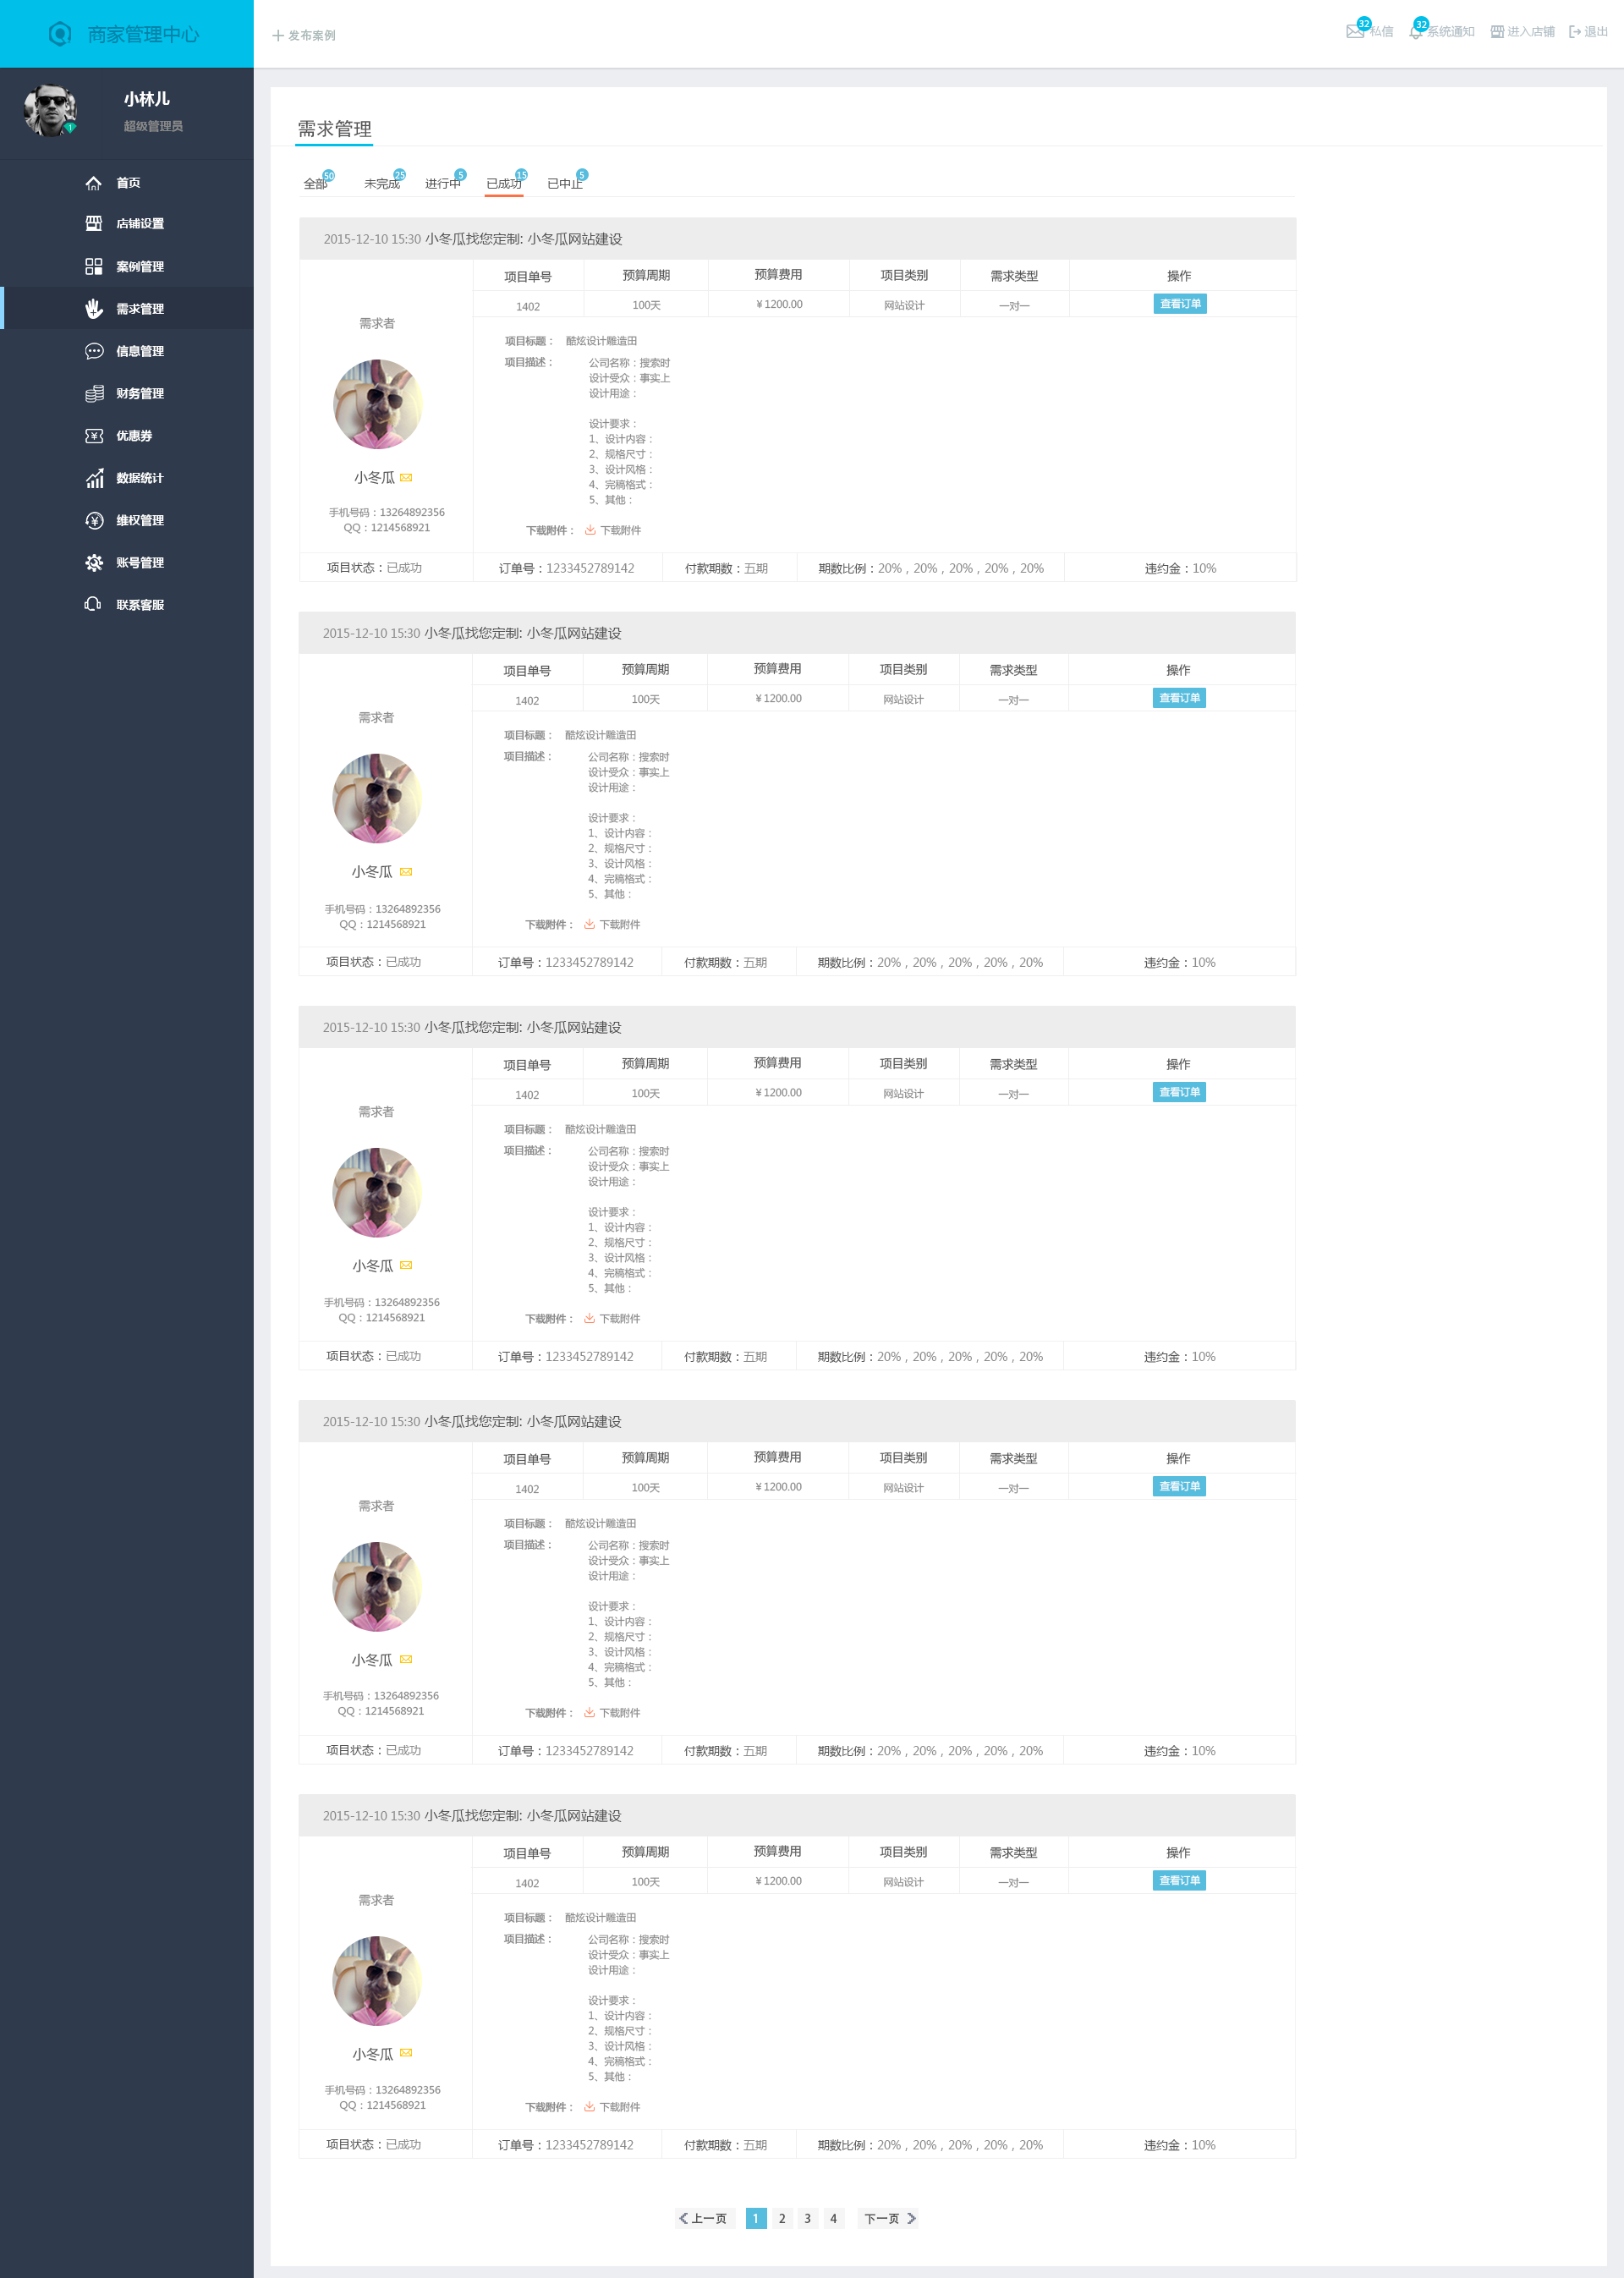 商家管理中心
发布案例
32 私信
32 系统通知
进入店铺
退出
小林儿
超级管理员
首页
店铺设置
案例管理
需求管理
信息管理
财务管理
优惠券
数据统计
维权管理
账号管理
联系客服
需求管理
全部 50 未完成 25 进行中 5 已成功 15 已中止 5
2015-12-10 15:30 小冬瓜找您定制: 小冬瓜网站建设
项目单号 预算周期 预算费用 项目类别 需求类型 操作
1402 100天 ¥1200.00 网站设计 一对一 查看订单
需求者
小冬瓜
手机号码：13264892356
QQ：1214568921
项目标题： 酷炫设计雕造田
项目描述： 公司名称：搜索时
设计受众：事实上
设计用途：
设计要求：
1、设计内容：
2、规格尺寸：
3、设计风格：
4、完稿格式：
5、其他：
下载附件： 下载附件
项目状态：已成功 订单号：1233452789142 付款期数：五期 期数比例：20%，20%，20%，20%，20% 违约金：10%
2015-12-10 15:30 小冬瓜找您定制: 小冬瓜网站建设
项目单号 预算周期 预算费用 项目类别 需求类型 操作
1402 100天 ¥1200.00 网站设计 一对一 查看订单
需求者
小冬瓜
手机号码：13264892356
QQ：1214568921
项目标题： 酷炫设计雕造田
项目描述： 公司名称：搜索时
设计受众：事实上
设计用途：
设计要求：
1、设计内容：
2、规格尺寸：
3、设计风格：
4、完稿格式：
5、其他：
下载附件： 下载附件
项目状态：已成功 订单号：1233452789142 付款期数：五期 期数比例：20%，20%，20%，20%，20% 违约金：10%
2015-12-10 15:30 小冬瓜找您定制: 小冬瓜网站建设
项目单号 预算周期 预算费用 项目类别 需求类型 操作
1402 100天 ¥1200.00 网站设计 一对一 查看订单
需求者
小冬瓜
手机号码：13264892356
QQ：1214568921
项目标题： 酷炫设计雕造田
项目描述： 公司名称：搜索时
设计受众：事实上
设计用途：
设计要求：
1、设计内容：
2、规格尺寸：
3、设计风格：
4、完稿格式：
5、其他：
下载附件： 下载附件
项目状态：已成功 订单号：1233452789142 付款期数：五期 期数比例：20%，20%，20%，20%，20% 违约金：10%
2015-12-10 15:30 小冬瓜找您定制: 小冬瓜网站建设
项目单号 预算周期 预算费用 项目类别 需求类型 操作
1402 100天 ¥1200.00 网站设计 一对一 查看订单
需求者
小冬瓜
手机号码：13264892356
QQ：1214568921
项目标题： 酷炫设计雕造田
项目描述： 公司名称：搜索时
设计受众：事实上
设计用途：
设计要求：
1、设计内容：
2、规格尺寸：
3、设计风格：
4、完稿格式：
5、其他：
下载附件： 下载附件
项目状态：已成功 订单号：1233452789142 付款期数：五期 期数比例：20%，20%，20%，20%，20% 违约金：10%
2015-12-10 15:30 小冬瓜找您定制: 小冬瓜网站建设
项目单号 预算周期 预算费用 项目类别 需求类型 操作
1402 100天 ¥1200.00 网站设计 一对一 查看订单
需求者
小冬瓜
手机号码：13264892356
QQ：1214568921
项目标题： 酷炫设计雕造田
项目描述： 公司名称：搜索时
设计受众：事实上
设计用途：
设计要求：
1、设计内容：
2、规格尺寸：
3、设计风格：
4、完稿格式：
5、其他：
下载附件： 下载附件
项目状态：已成功 订单号：1233452789142 付款期数：五期 期数比例：20%，20%，20%，20%，20% 违约金：10%
上一页 1 2 3 4 下一页